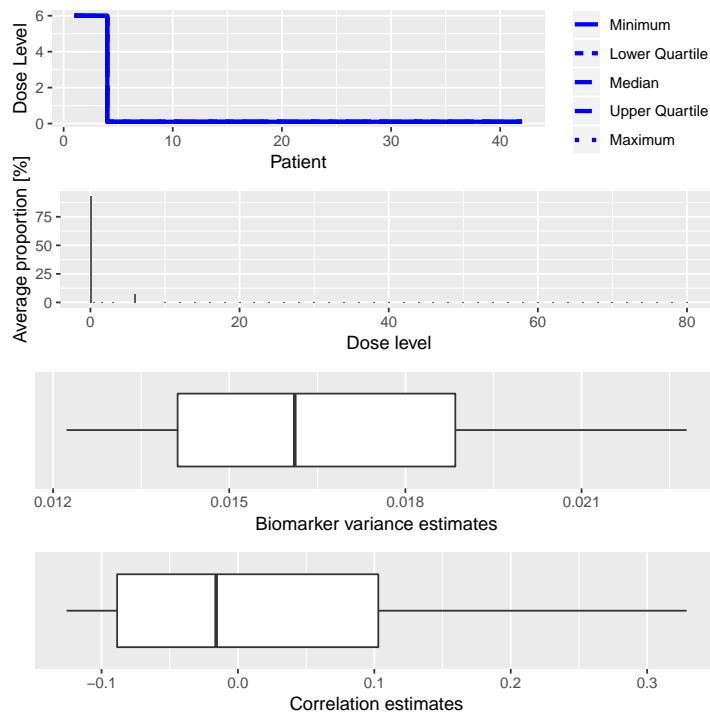 Dose Level
6
4
2
0
0
10
20
30
40
Patient
Minimum
Lower Quartile
Median
Upper Quartile
Maximum
Average proportion [%]
75
50
25
0
0
20
40
60
80
Dose level
0.012
0.015
0.018
0.021
Biomarker variance estimates
−0.1
0.0
0.1
0.2
0.3
Correlation estimates